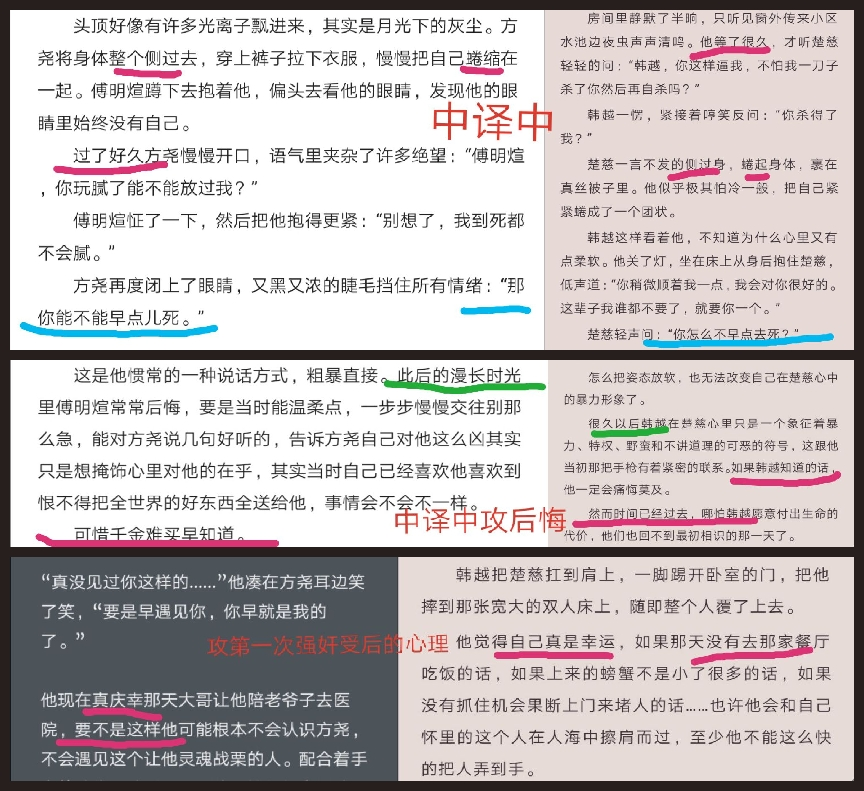 头顶好像有许多光离子飘进来，其实是月光下的灰尘。方
尧将身体整个侧过去，穿上裤子拉下衣服，慢慢把自己蜷缩在
一起。傅明煊蹲下去抱着他，偏头去看他的眼睛，发现他的眼
睛里始终没有自己。
过了好久方尧慢慢开口，语气里夹杂了许多绝望：“傅明煊
，你玩腻了能不能放过我？”
傅明煊怔了一下，然后把他抱得更紧：“别想了，我到死都
不会腻。”
方尧再度闭上了眼睛，又黑又浓的睫毛挡住所有情绪：“那
你能不能早点儿死。”
中译中
房间里静默了半晌，只听见窗外传来小区
水池边夜虫声声清鸣。他等了很久，才听楚慈
轻轻的问：“韩越，你这样逼我，不怕我一刀子
杀了你然后再自杀吗？”
韩越一愣，紧接着哼笑反问：“你杀得了
我？”
楚慈一言不发的侧过身，蜷起身体，裹在
真丝被子里。他似乎极其怕冷一般，把自己紧
紧蜷成了一个团状。
韩越这样看着他，不知道为什么心里又有
点柔软。他关了灯，坐在床上从身后抱住楚慈，
低声道：“你稍微顺着我一点，我会对你很好的。
这辈子我谁都不要了，就要你一个。”
楚慈轻声问：“你怎么不早点去死？”
这是他惯常的一种说话方式，粗暴直接。此后的漫长时光
里傅明煊常常后悔，要是当时能温柔点，一步步慢慢交往别那
么急，能对方尧说几句好听的，告诉方尧自己对他这么凶其实
只是想掩饰心里对他的在乎，其实当时自己已经喜欢他喜欢到
恨不得把全世界的好东西全送给他，事情会不会不一样。
可惜千金难买早知道。
中译中攻后悔
怎么把姿态放软，也无法改变自己在楚慈心中
的暴力形象了。
很久以后韩越在楚慈心里只是一个象征着暴
力、特权、野蛮和不讲道理的可恶的符号，这跟他
当初那把手枪有着紧密的联系。如果韩越知道的话，
他一定会痛悔莫及。
然而时间已经过去，哪怕韩越愿意付出生命的
代价，他们也回不到最初相识的那一天了。
“真没见过你这样的……”他凑在方尧耳边笑
了笑，“要是早遇见你，你早就是我的
了。”
攻第一次强奸受后的心理
他现在真庆幸那天大哥让他陪老爷子去医
院，要不是这样他可能根本不会认识方尧，
不会遇见这个让他灵魂战栗的人。配合着手
韩越把楚慈扛到肩上，一脚踢开卧室的门，把他
摔到那张宽大的双人床上，随即整个人覆了上去。
他觉得自己真是幸运，如果那天没有去那家餐厅
吃饭的话，如果上来的螃蟹不是小了很多的话，如果
没有抓住机会果断上门来堵人的话……也许他会和自己
怀里的这个人在人海中擦肩而过，至少他不能这么快
的把人弄到手。